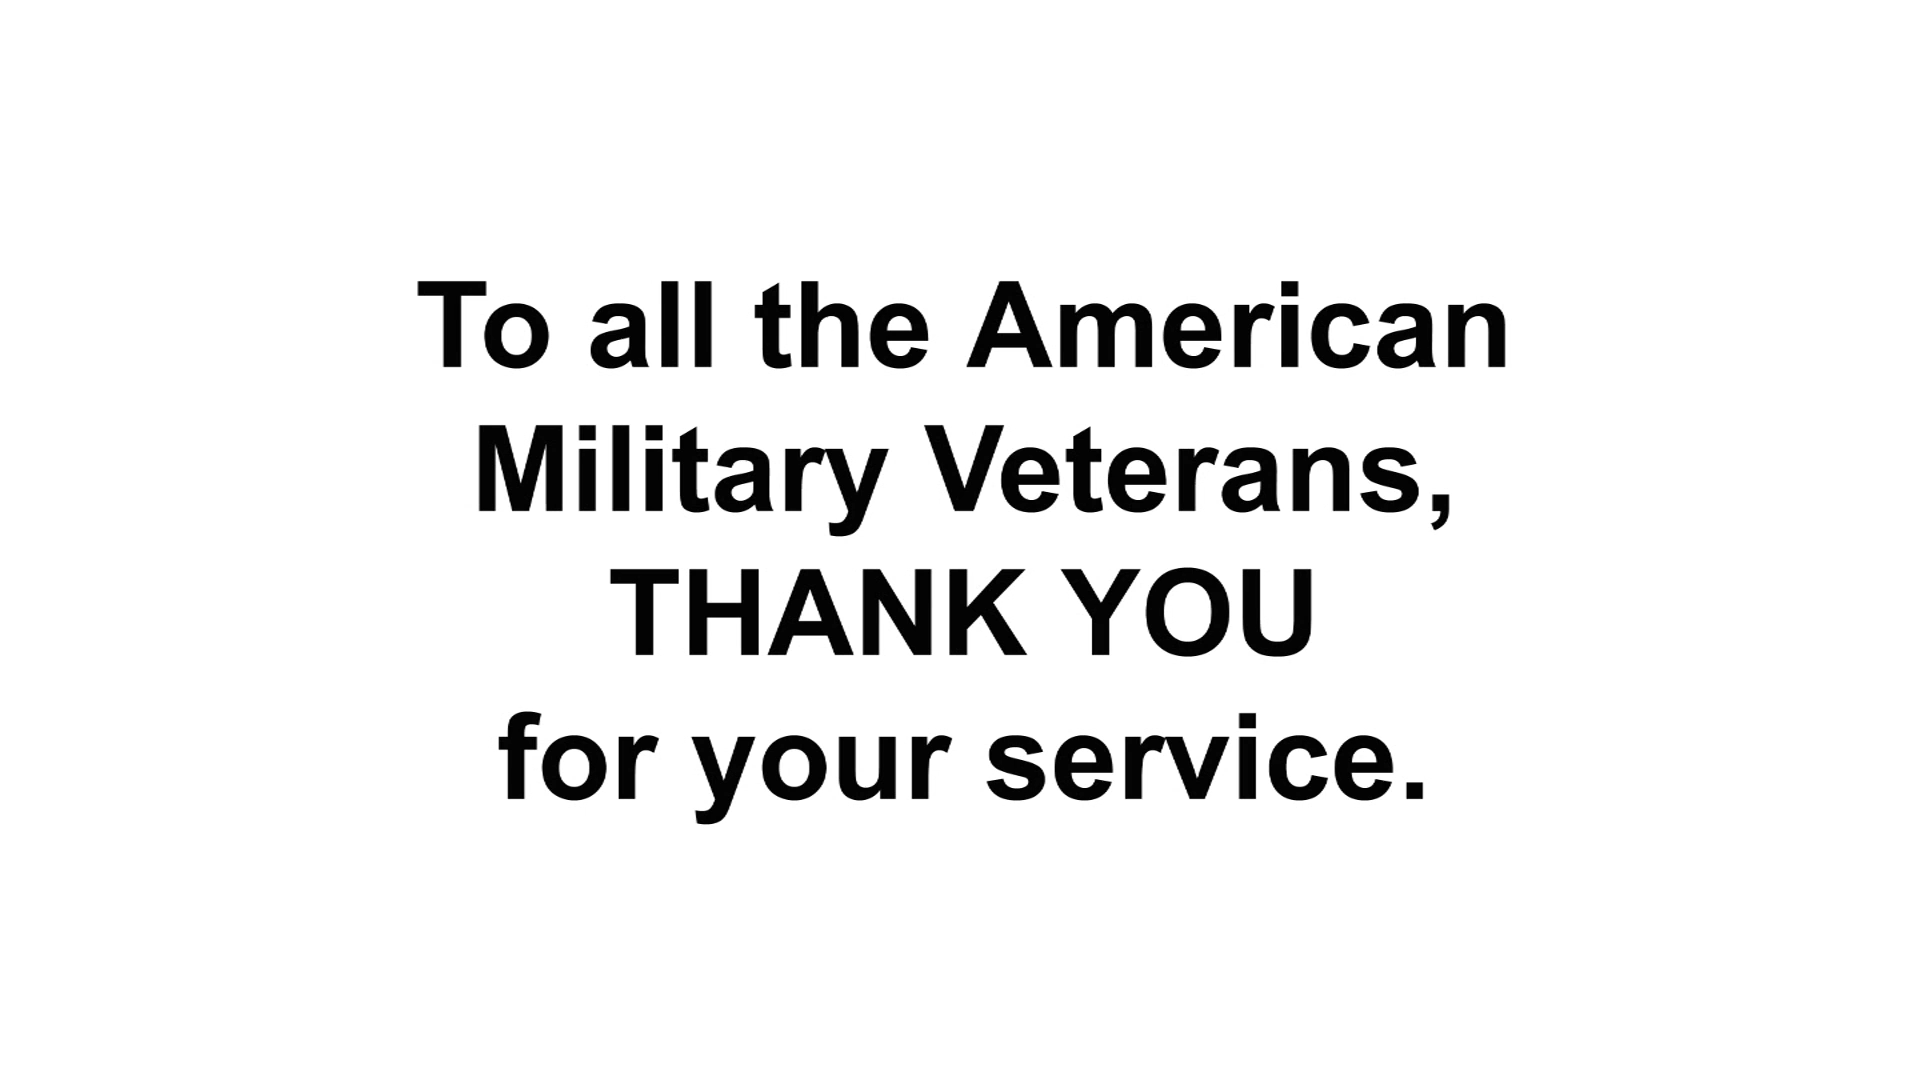 To all the American
Military Veterans,
THANK YOU
for your service.